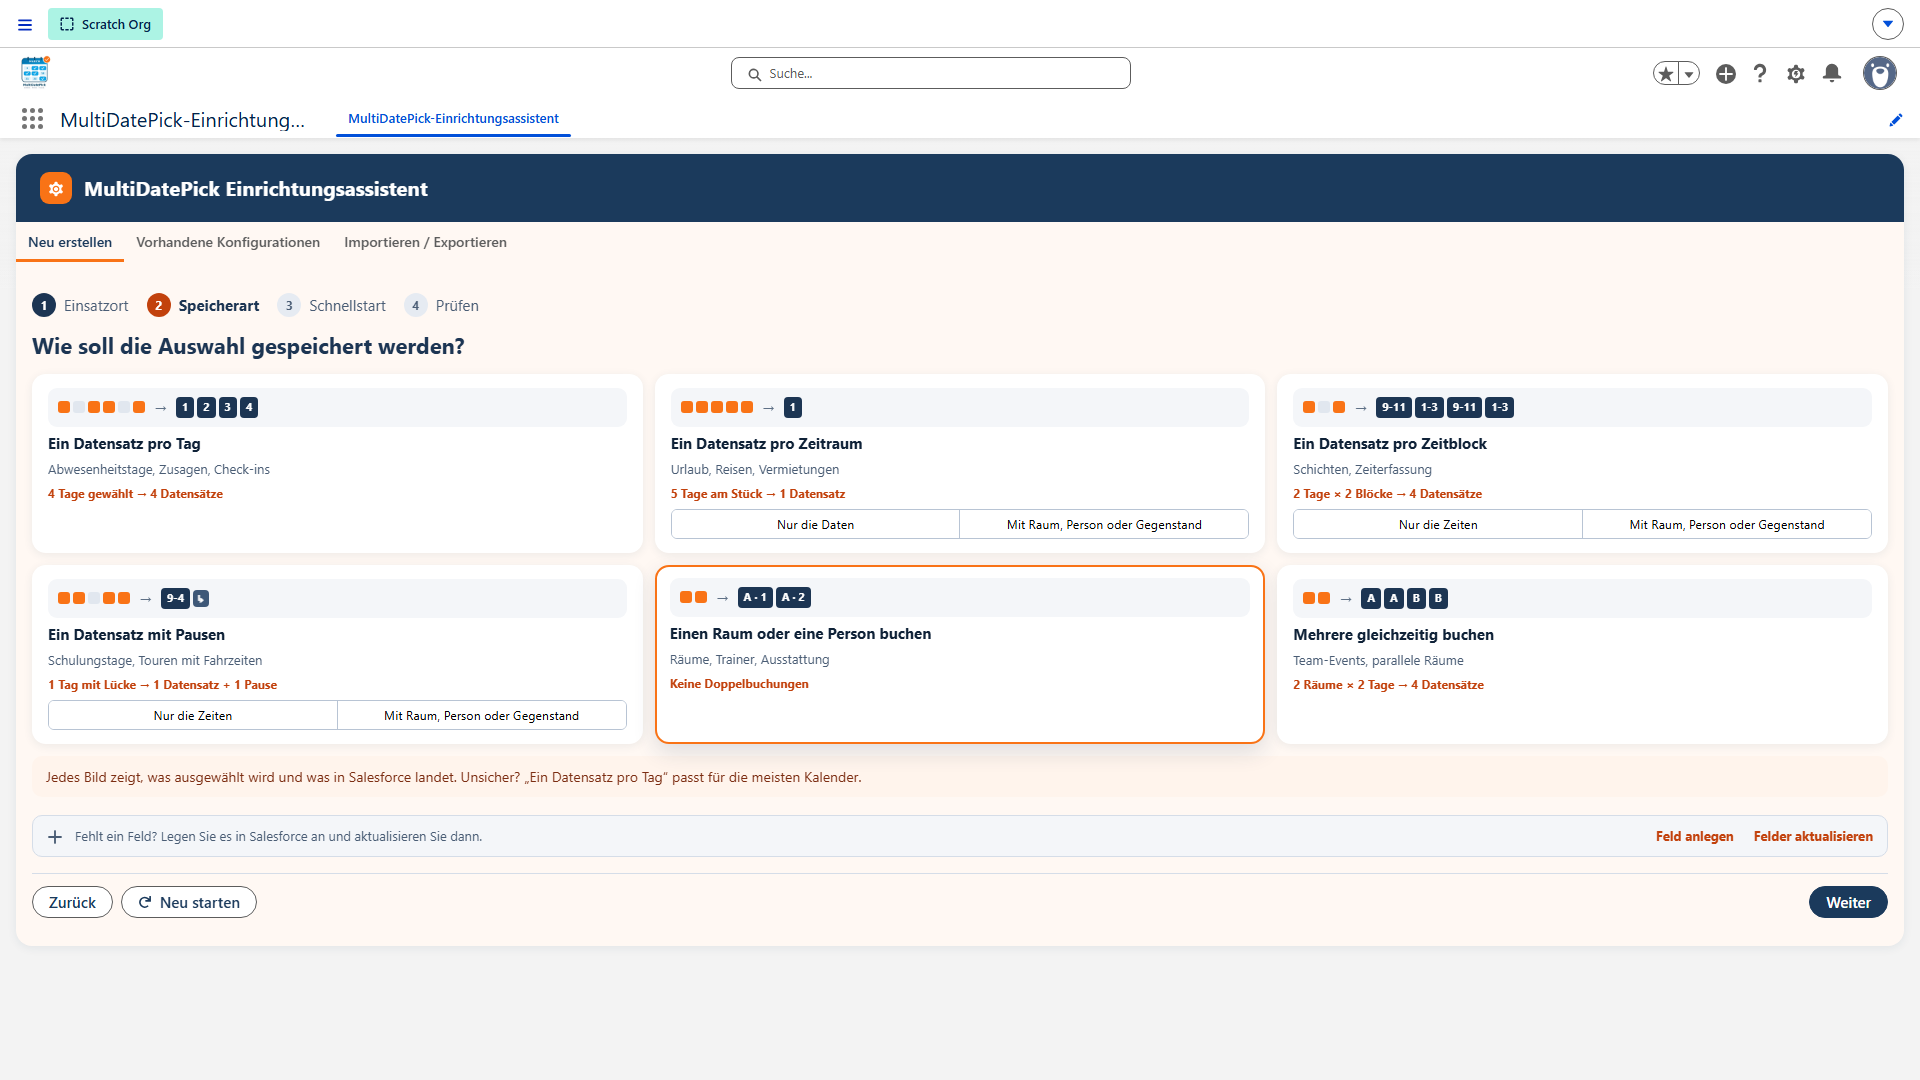 Scratch Org
Suche...
MultiDatePick-Einrichtung...
MultiDatePick-Einrichtungsassistent
MultiDatePick Einrichtungsassistent
Neu erstellen
Vorhandene Konfigurationen
Importieren / Exportieren
1 Einsatzort
2 Speicherart
3 Schnellstart
4 Prüfen
Wie soll die Auswahl gespeichert werden?
→ 1 2 3 4
Ein Datensatz pro Tag
Abwesenheitstage, Zusagen, Check-ins
4 Tage gewählt → 4 Datensätze
→ 1
Ein Datensatz pro Zeitraum
Urlaub, Reisen, Vermietungen
5 Tage am Stück → 1 Datensatz
Nur die Daten
Mit Raum, Person oder Gegenstand
→ 9-11 1-3 9-11 1-3
Ein Datensatz pro Zeitblock
Schichten, Zeiterfassung
2 Tage × 2 Blöcke → 4 Datensätze
Nur die Zeiten
Mit Raum, Person oder Gegenstand
→ 9-4
Ein Datensatz mit Pausen
Schulungstage, Touren mit Fahrzeiten
1 Tag mit Lücke → 1 Datensatz + 1 Pause
Nur die Zeiten
Mit Raum, Person oder Gegenstand
→ A · 1 A · 2
Einen Raum oder eine Person buchen
Räume, Trainer, Ausstattung
Keine Doppelbuchungen
→ A A B B
Mehrere gleichzeitig buchen
Team-Events, parallele Räume
2 Räume × 2 Tage → 4 Datensätze
Jedes Bild zeigt, was ausgewählt wird und was in Salesforce landet. Unsicher? „Ein Datensatz pro Tag“ passt für die meisten Kalender.
Fehlt ein Feld? Legen Sie es in Salesforce an und aktualisieren Sie dann.
Feld anlegen
Felder aktualisieren
Zurück
Neu starten
Weiter